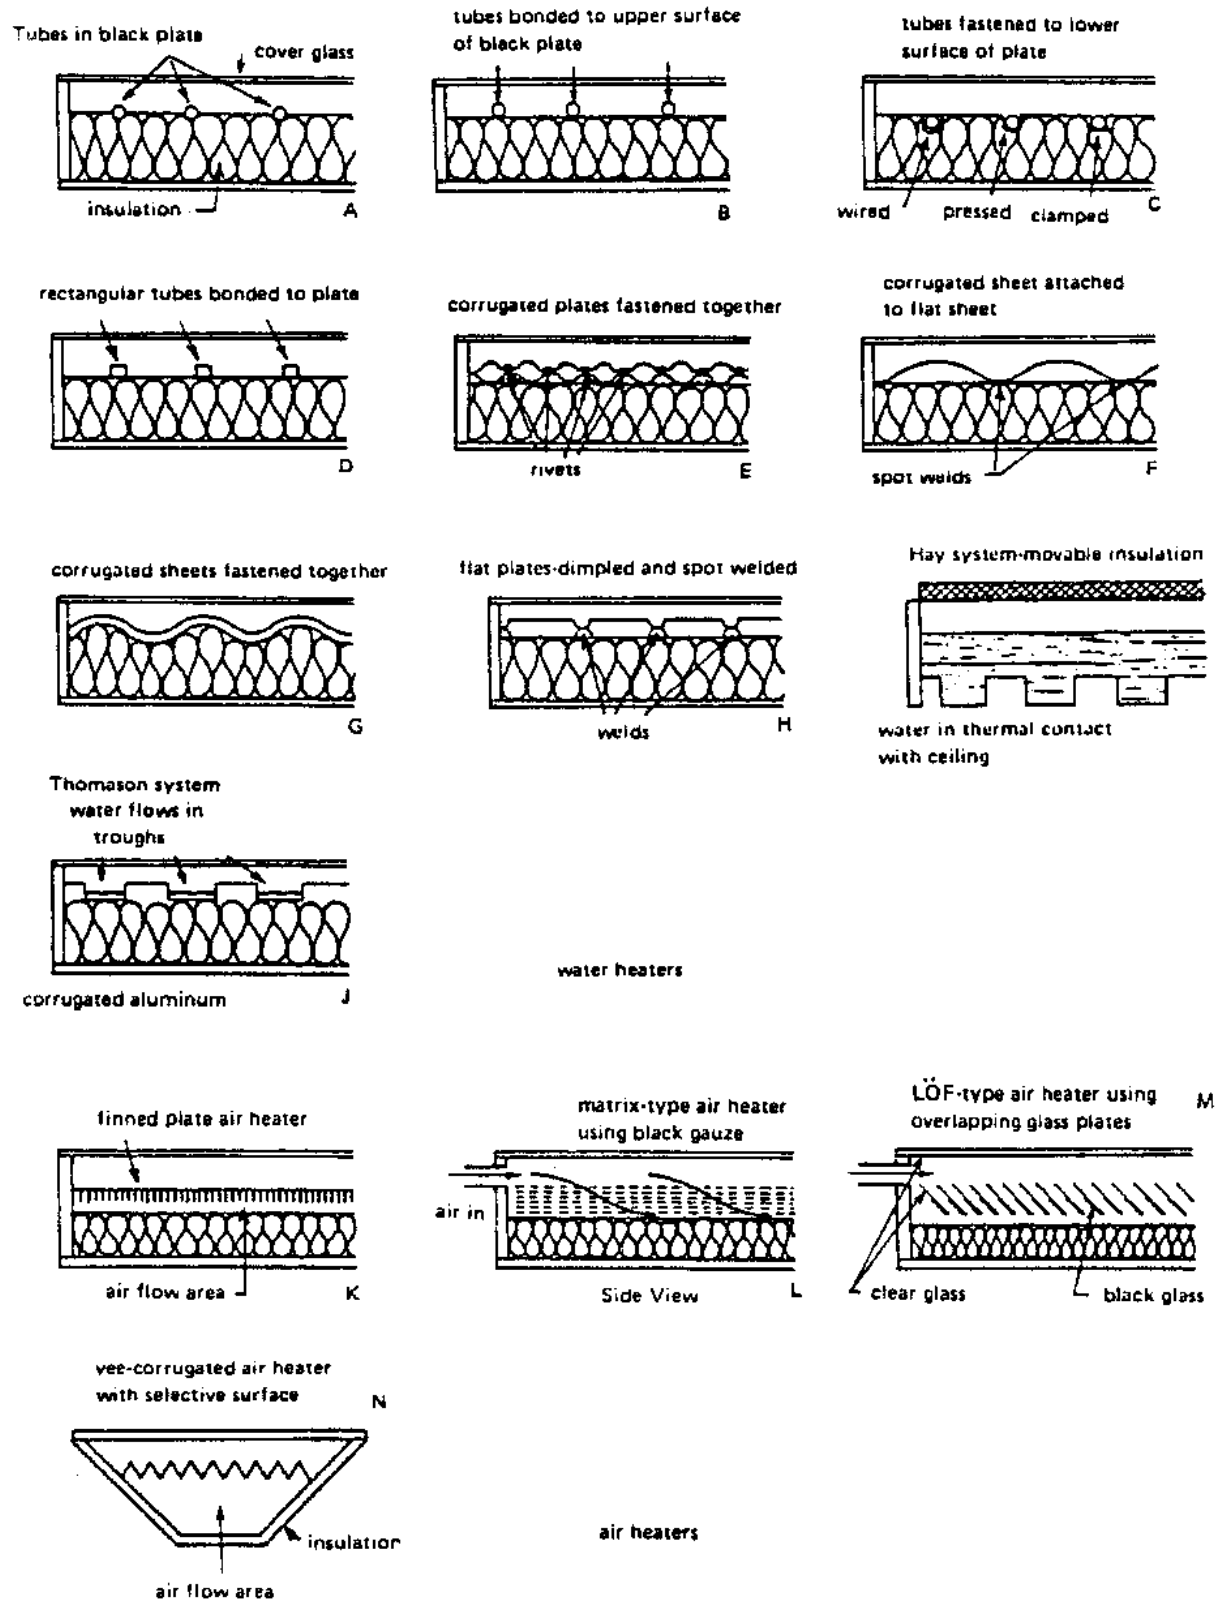 Tubes in black plate
cover glass
insulation
A
tubes bonded to upper surface
of black plate
B
tubes fastened to lower
surface of plate
wired
pressed
clamped
C
rectangular tubes bonded to plate
D
corrugated plates fastened together
rivets
E
corrugated sheet attached
to flat sheet
spot welds
F
corrugated sheets fastened together
G
flat plates-dimpled and spot welded
welds
H
Hay system-movable insulation
water in thermal contact
with ceiling
Thomason system
water flows in
troughs
corrugated aluminum
J
water heaters
finned plate air heater
air flow area
K
matrix-type air heater
using black gauze
air in
Side View
L
LÖF-type air heater using
overlapping glass plates
M
clear glass
black glass
vee-corrugated air heater
with selective surface
N
insulation
air flow area
air heaters